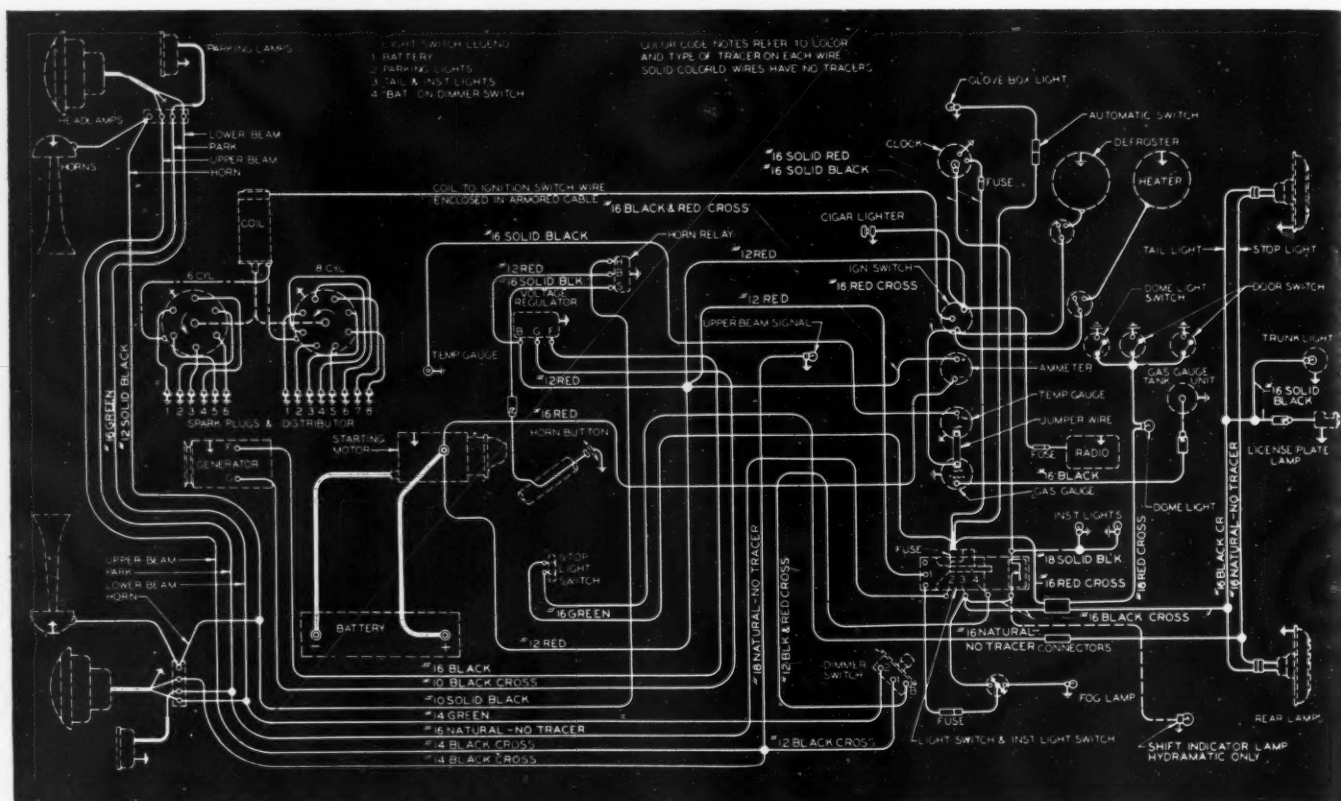 PARKING LAMPS
LIGHT SWITCH LEGEND
1 BATTERY
2 PARKING LIGHTS
3 TAIL & INST LIGHTS
4 "BAT" ON DIMMER SWITCH
COLOR CODE NOTES REFER TO COLOR
AND TYPE OF TRACER ON EACH WIRE
SOLID COLORED WIRES HAVE NO TRACERS
GLOVE BOX LIGHT
AUTOMATIC SWITCH
HEADLAMPS
LOWER BEAM
PARK
UPPER BEAM
HORN
HORNS
CLOCK
DEFROSTER
HEATER
#16 SOLID RED
#16 SOLID BLACK
FUSE
COIL TO IGNITION SWITCH WIRE
ENCLOSED IN ARMORED CABLE
#16 BLACK & RED CROSS
COIL
CIGAR LIGHTER
#16 SOLID BLACK
HORN RELAY
B
S
#12 RED
#12 RED
#16 SOLID BLK
VOLTAGE
REGULATOR
B G F
IGN SWITCH
#16 RED CROSS
#12 RED
TAIL LIGHT
STOP LIGHT
DOME LIGHT
SWITCH
DOOR SWITCH
6 CYL
8 CYL
UPPER BEAM SIGNAL
TRUNK LIGHT
TEMP GAUGE
#12 RED
AMMETER
GAS GAUGE
TANK UNIT
#16 SOLID
BLACK
TEMP GAUGE
1 2 3 4 5 6
1 2 3 4 5 6 7 8
SPARK PLUGS & DISTRIBUTOR
#16 RED
JUMPER WIRE
#16 GREEN
#12 SOLID BLACK
STARTING
MOTOR
HORN BUTTON
FUSE
RADIO
LICENSE PLATE
LAMP
GENERATOR
F
G
#16 BLACK
GAS GAUGE
INST LIGHTS
DOME LIGHT
STOP
LIGHT
SWITCH
FUSE
1
2 3 4
#18 SOLID BLK
#16 RED CROSS
#18 RED CROSS
#16 BLACK CR
#16 NATURAL-NO TRACER
UPPER BEAM
PARK
LOWER BEAM
HORN
#16 GREEN
#18 NATURAL-NO TRACER
#12 BLK & RED CROSS
#16 BLACK CROSS
BATTERY
#12 RED
#16 NATURAL-
NO TRACER
CONNECTORS
#16 BLACK
#10 BLACK CROSS
DIMMER
SWITCH
2
1
B
#10 SOLID BLACK
FOG LAMP
#14 GREEN
FUSE
REAR LAMPS
#16 NATURAL-NO TRACER
#14 BLACK CROSS
#12 BLACK CROSS
LIGHT SWITCH & INST LIGHT SWITCH
SHIFT INDICATOR LAMP
HYDRAMATIC ONLY
#14 BLACK CROSS